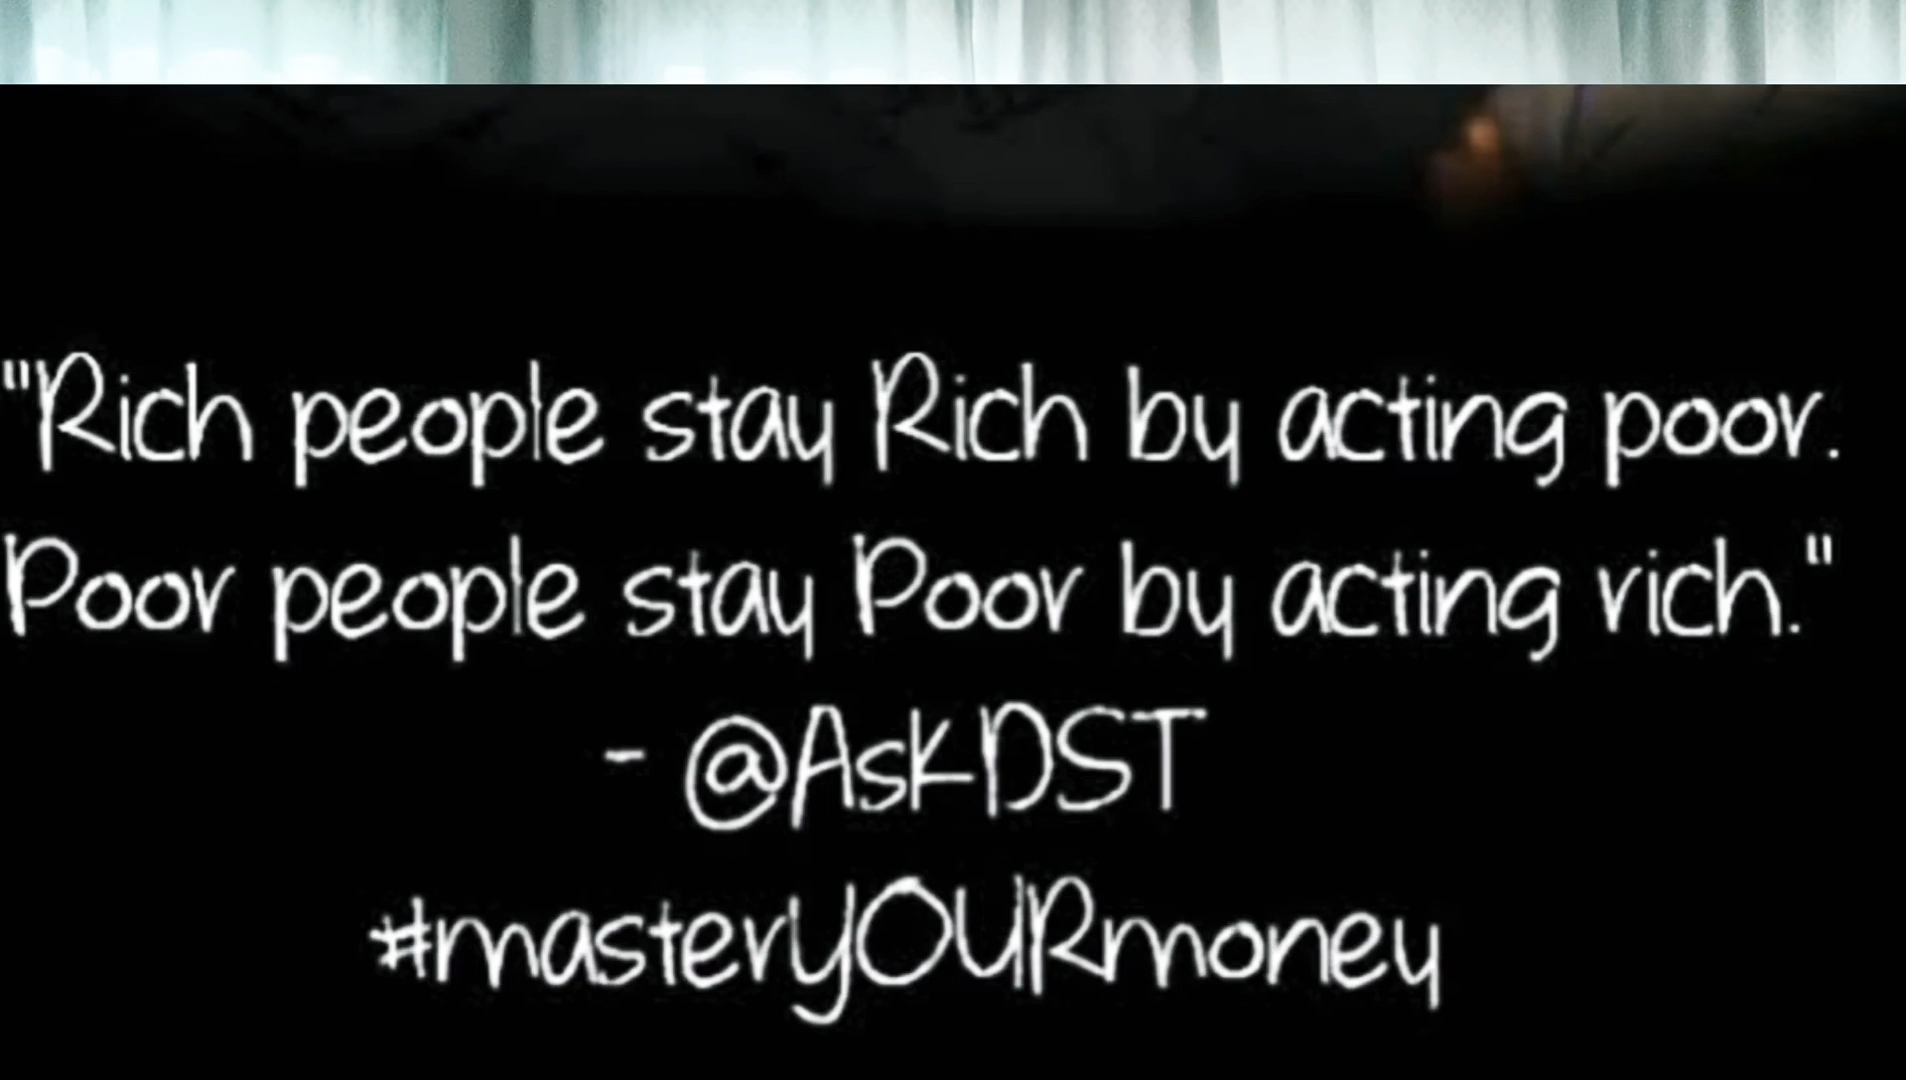 "Rich people stay Rich by acting poor.
Poor people stay Poor by acting rich."
- @AskDST
#masterYOURmoney